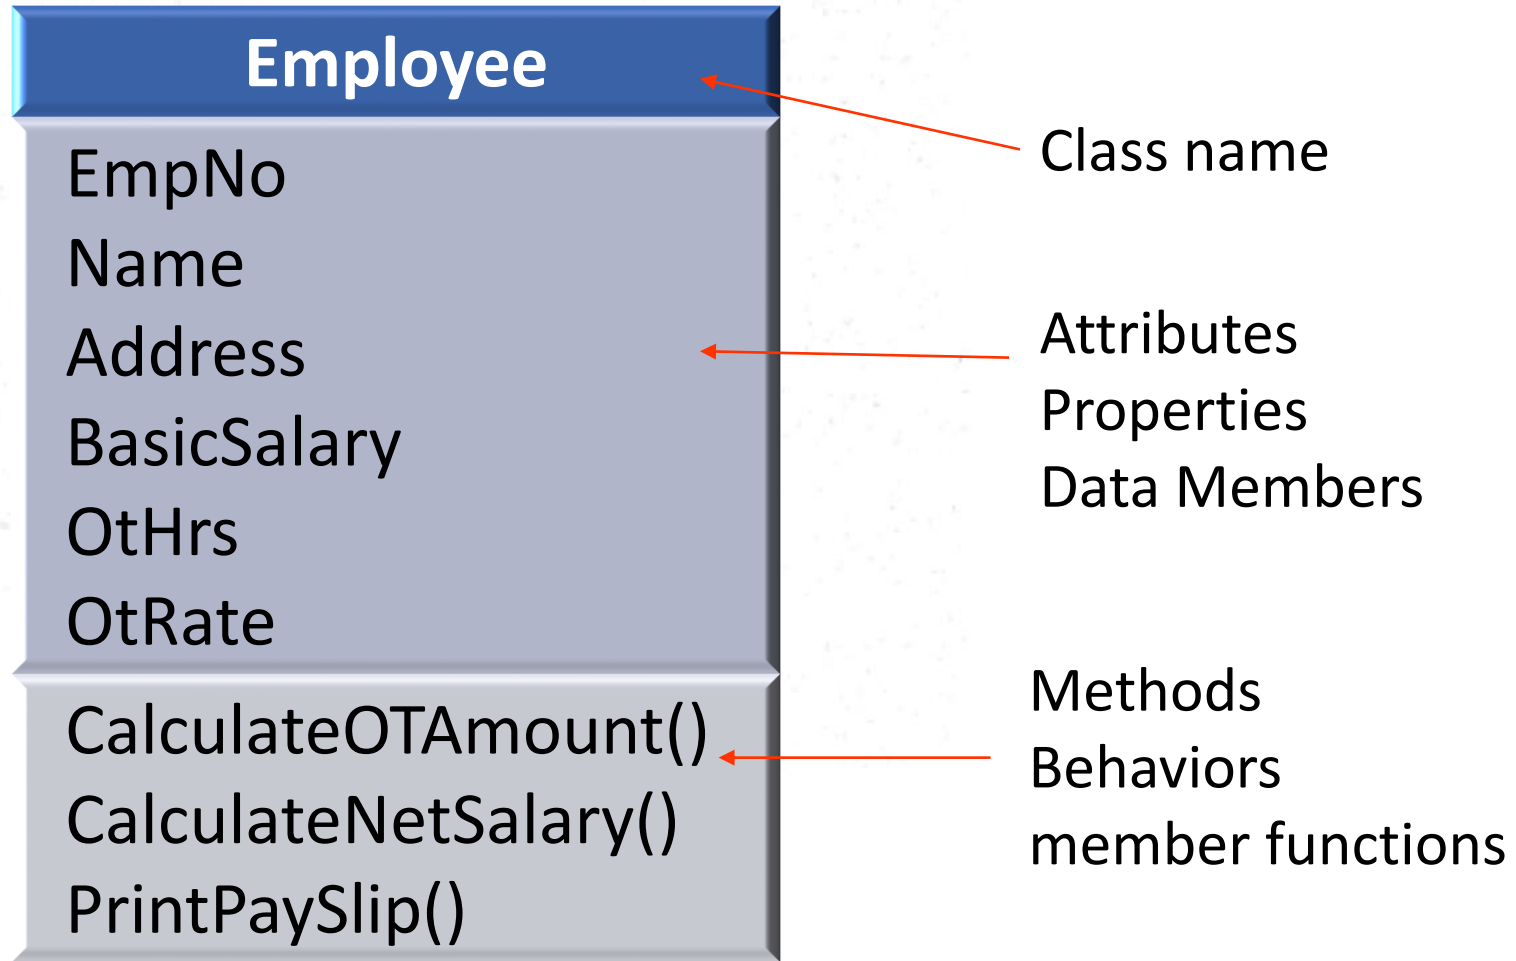 Employee
Class name
EmpNo
Name
Address
BasicSalary
OtHrs
OtRate
Attributes
Properties
Data Members
CalculateOTAmount()
CalculateNetSalary()
PrintPaySlip()
Methods
Behaviors
member functions